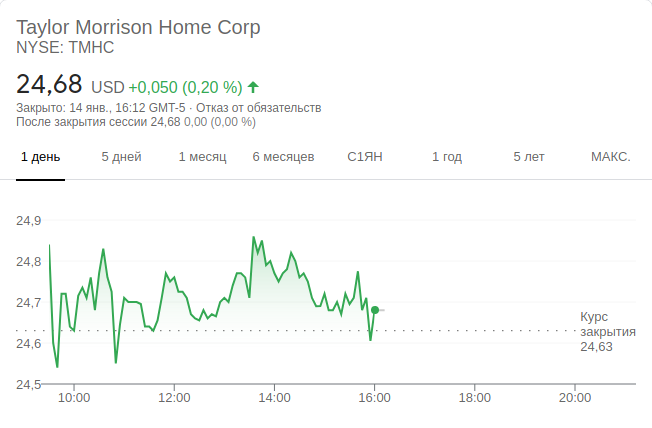 Taylor Morrison Home Corp
NYSE: TMHC
24,68 USD +0,050 (0,20 %)
Закрыто: 14 янв., 16:12 GMT-5 · Отказ от обязательств
После закрытия сессии 24,68 0,00 (0,00 %)
1 день 5 дней 1 месяц 6 месяцев С1ЯН 1 год 5 лет МАКС.
24,9
24,8
24,7
24,6
24,5
Курс
закрытия
24,63
10:00 12:00 14:00 16:00 18:00 20:00